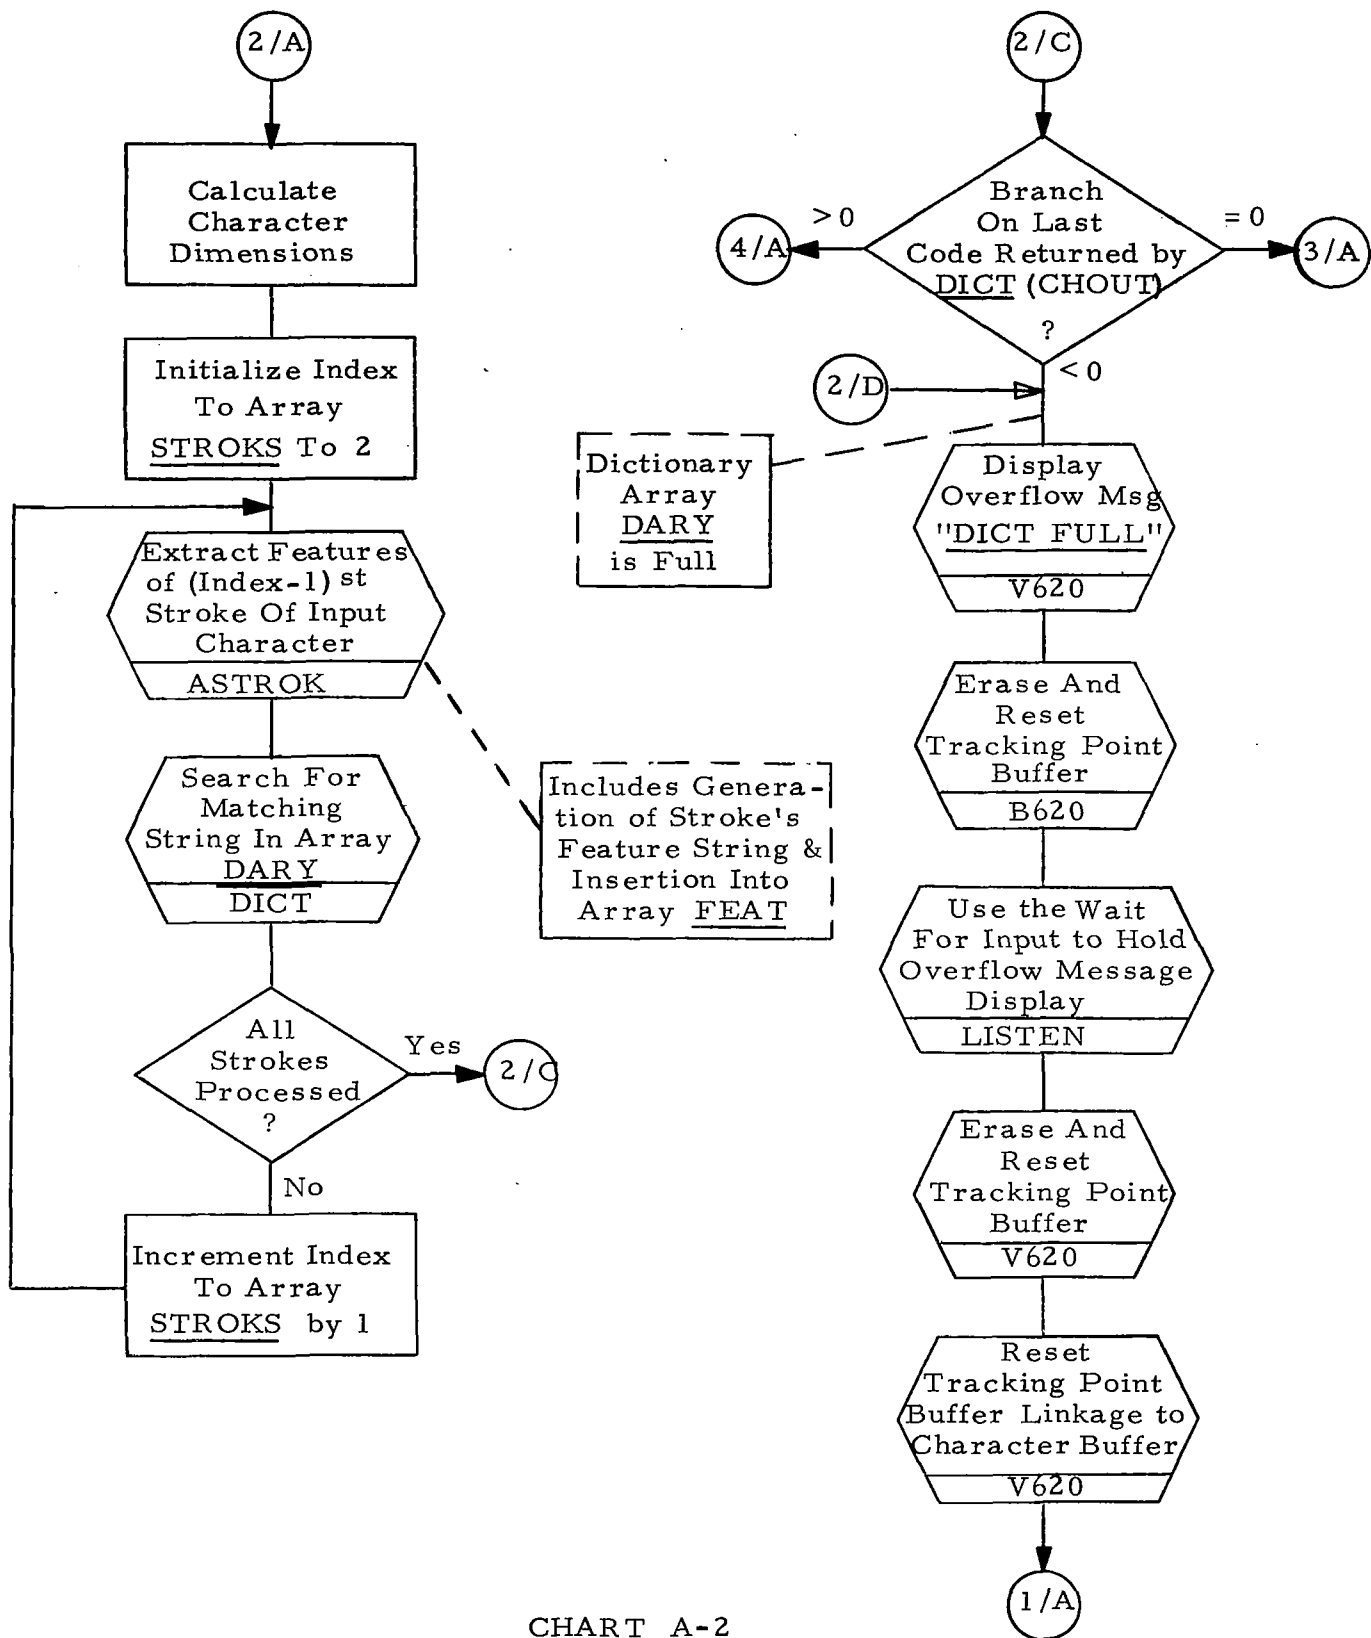 2/A
Calculate
Character
Dimensions
Initialize Index
To Array
STROKS To 2
Extract Features
of (Index-1) st
Stroke Of Input
Character
ASTROK
Search For
Matching
String In Array
DARY
DICT
All
Strokes
Processed
?
Yes
2/C
No
Increment Index
To Array
STROKS by 1
Includes Genera-
tion of Stroke's
Feature String &
Insertion Into
Array FEAT
2/C
Branch
On Last
Code Returned by
DICT (CHOUT)
?
>0
4/A
=0
3/A
<0
2/D
Dictionary
Array
DARY
is Full
Display
Overflow Msg
"DICT FULL"
V620
Erase And
Reset
Tracking Point
Buffer
B620
Use the Wait
For Input to Hold
Overflow Message
Display
LISTEN
Erase And
Reset
Tracking Point
Buffer
V620
Reset
Tracking Point
Buffer Linkage to
Character Buffer
V620
1/A
CHART A-2